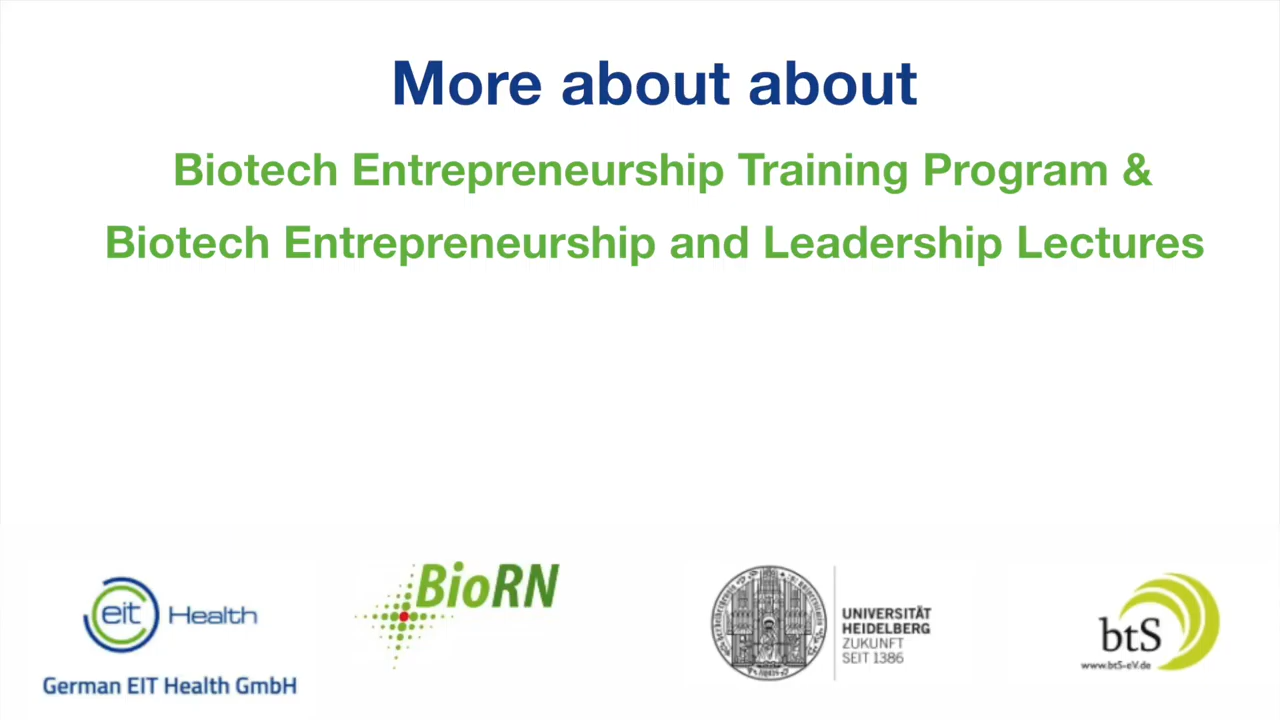 More about about
Biotech Entrepreneurship Training Program &
Biotech Entrepreneurship and Leadership Lectures
eit Health
German EIT Health GmbH
BioRN
UNIVERSITÄT
HEIDELBERG
ZUKUNFT
SEIT 1386
btS
www.btS-eV.de